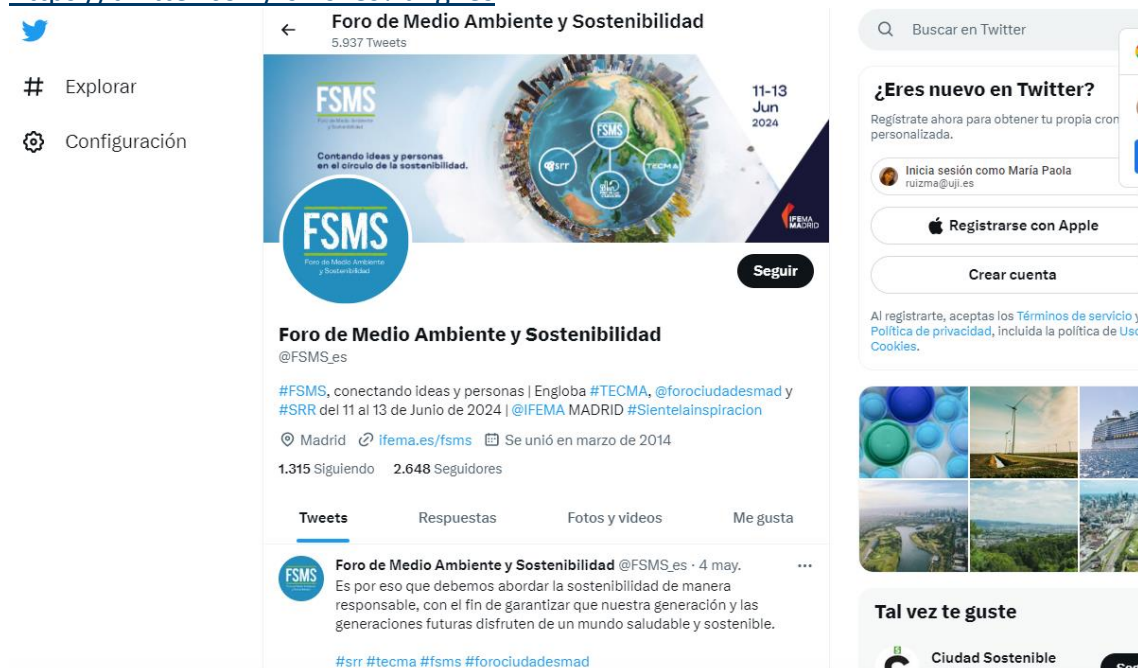 Foro de Medio Ambiente y Sostenibilidad
5.937 Tweets
Explorar
Configuración
FSMS
Foro de Medio Ambiente
y Sostenibilidad
Contando ideas y personas
en el círculo de la sostenibilidad.
FSMS
srr
TECMA
11-13
Jun
2024
IFEMA
MADRID
FSMS
Foro de Medio Ambiente
y Sostenibilidad
Seguir
Foro de Medio Ambiente y Sostenibilidad
@FSMS_es
#FSMS, conectando ideas y personas | Engloba #TECMA, @forociudadesmad y
#SRR del 11 al 13 de Junio de 2024 | @IFEMA MADRID #Sientelainspiracion
Madrid ifema.es/fsms Se unió en marzo de 2014
1.315 Siguiendo 2.648 Seguidores
Tweets Respuestas Fotos y videos Me gusta
FSMS
Foro de Medio Ambiente y Sostenibilidad @FSMS_es · 4 may.
Es por eso que debemos abordar la sostenibilidad de manera
responsable, con el fin de garantizar que nuestra generación y las
generaciones futuras disfruten de un mundo saludable y sostenible.
#srr #tecma #fsms #forociudadesmad
Buscar en Twitter
¿Eres nuevo en Twitter?
Regístrate ahora para obtener tu propia cron
personalizada.
Inicia sesión como María Paola
ruizma@uji.es
Registrarse con Apple
Crear cuenta
Al registrarte, aceptas los Términos de servicio y
Política de privacidad, incluida la política de Uso
Cookies.
Tal vez te guste
Ciudad Sostenible